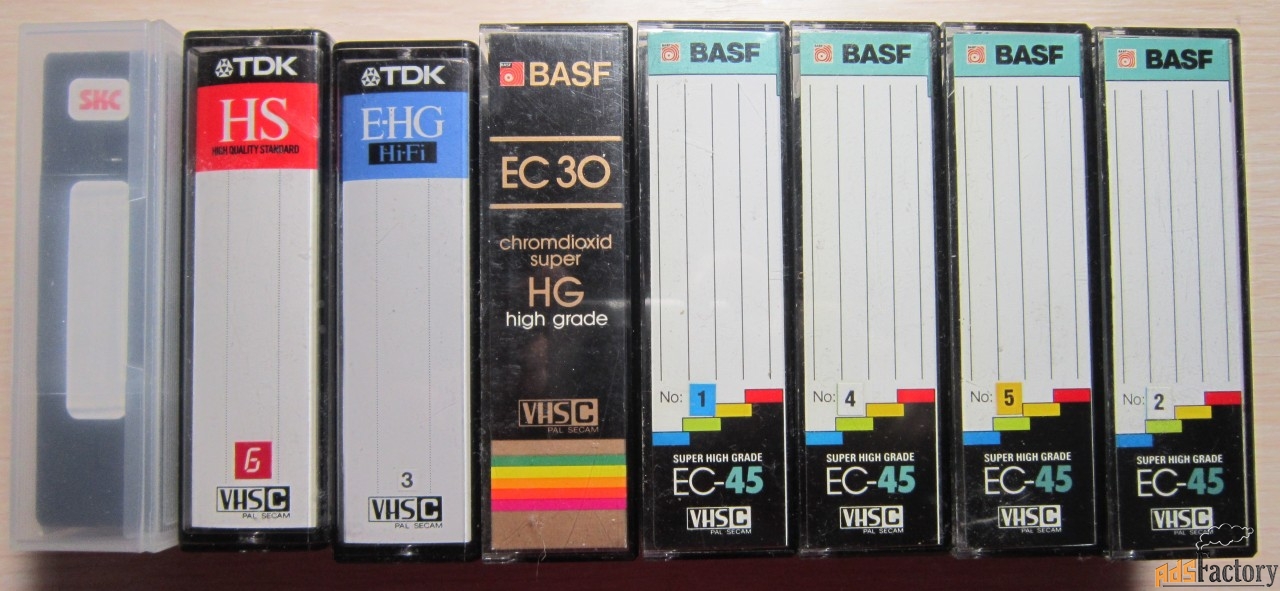 SKC
TDK
HS
HIGH QUALITY STANDARD
6
VHS C
PAL SECAM
TDK
E-HG
Hi-Fi
3
VHS C
PAL SECAM
BASF
EC 30
chromdioxid
super
HG
high grade
VHS C
PAL SECAM
BASF
No: 1
SUPER HIGH GRADE
EC-45
VHS C
PAL SECAM
BASF
No: 4
SUPER HIGH GRADE
EC-45
VHS C
PAL SECAM
BASF
No: 5
SUPER HIGH GRADE
EC-45
VHS C
PAL SECAM
BASF
No: 2
SUPER HIGH GRADE
EC-45
VHS C
PAL SECAM
AdsFactory